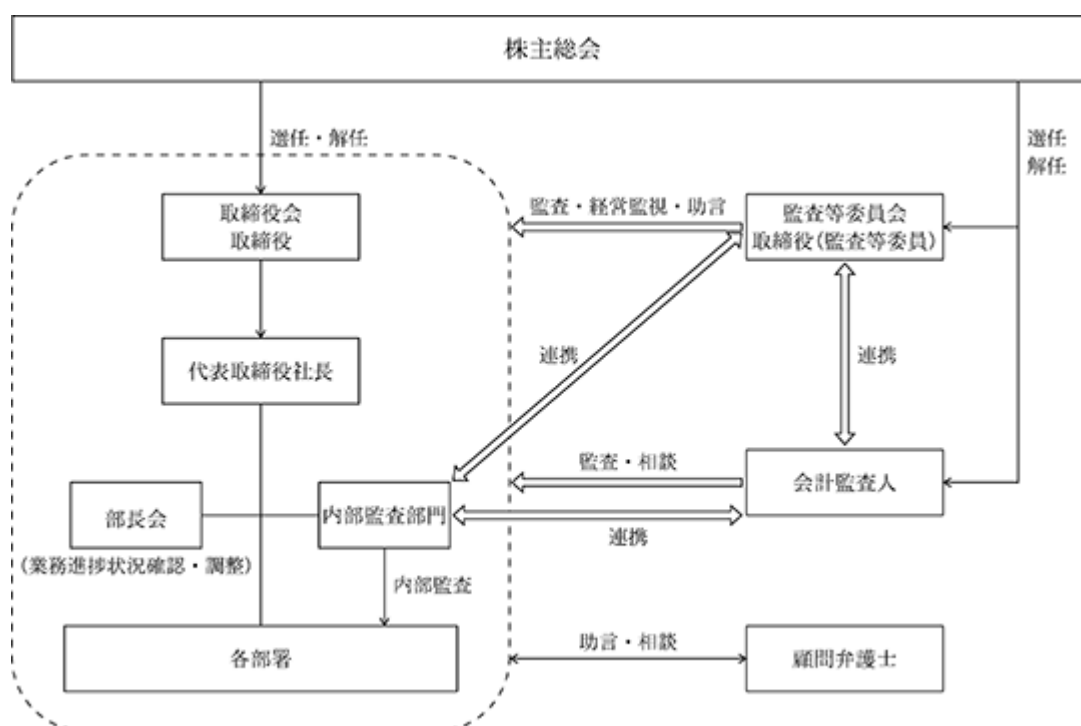 株主総会
選任・解任
選任
解任
取締役会
取締役
監査・経営監視・助言
監査等委員会
取締役(監査等委員)
代表取締役社長
連携
連携
監査・相談
会計監査人
部長会
内部監査部門
(業務進捗状況確認・調整)
連携
内部監査
各部署
助言・相談
顧問弁護士